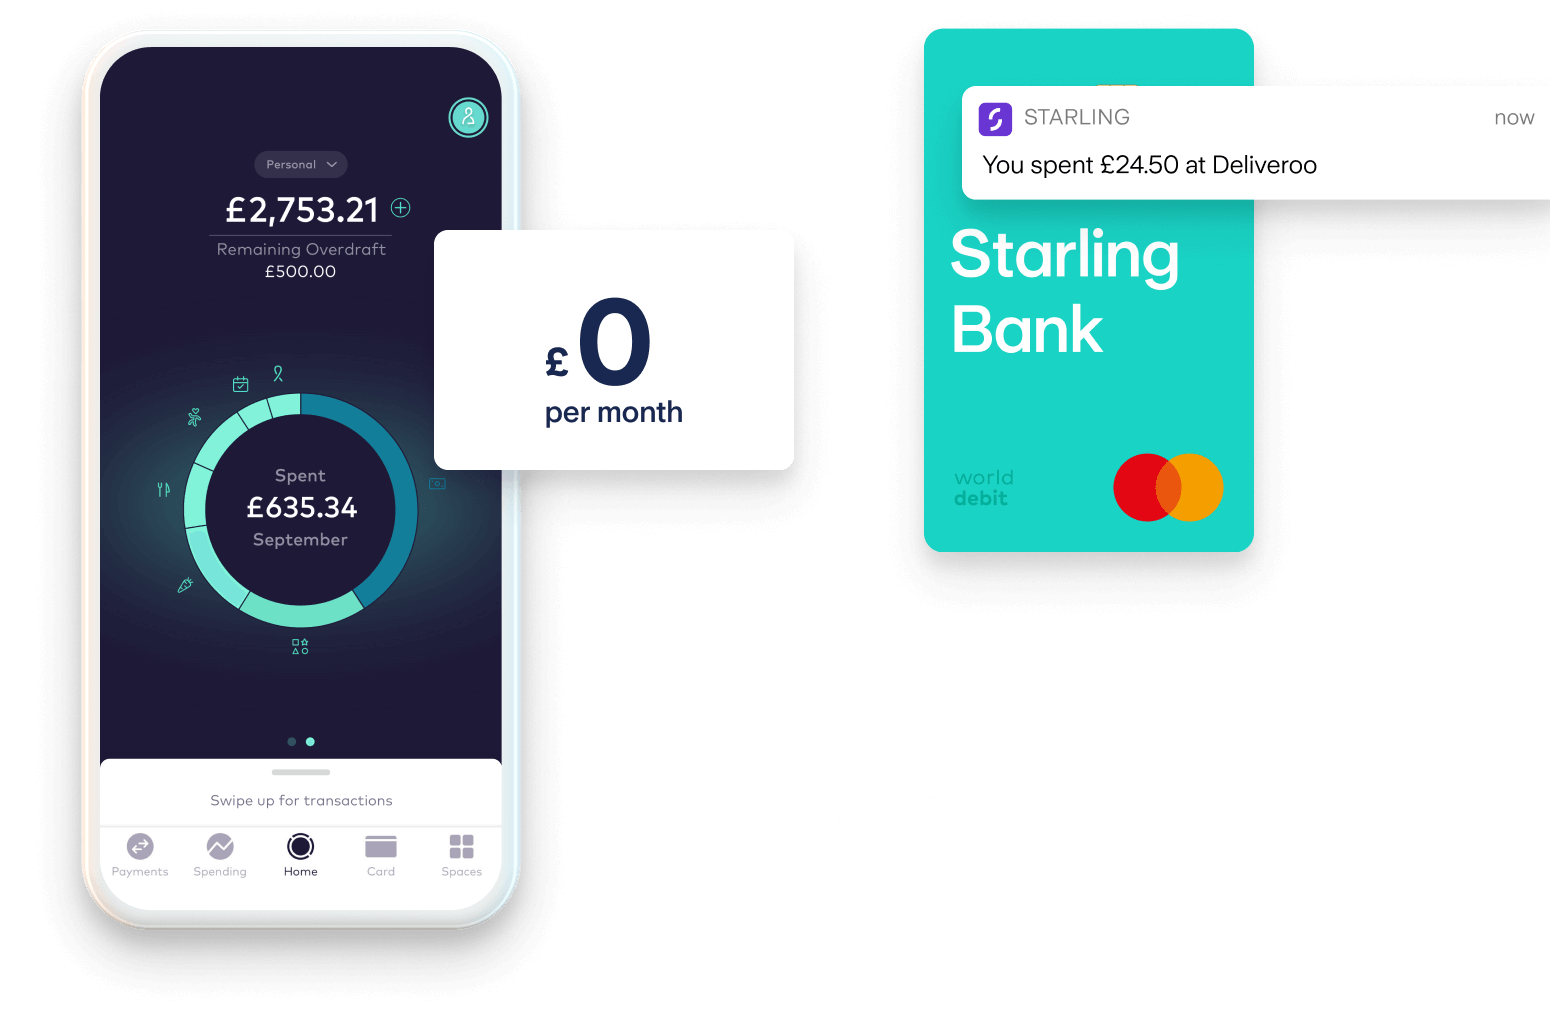 Personal
£2,753.21
Remaining Overdraft
£500.00
Spent
£635.34
September
Swipe up for transactions
Payments
Spending
Home
Card
Spaces
£0
per month
STARLING
now
You spent £24.50 at Deliveroo
Starling
Bank
world
debit